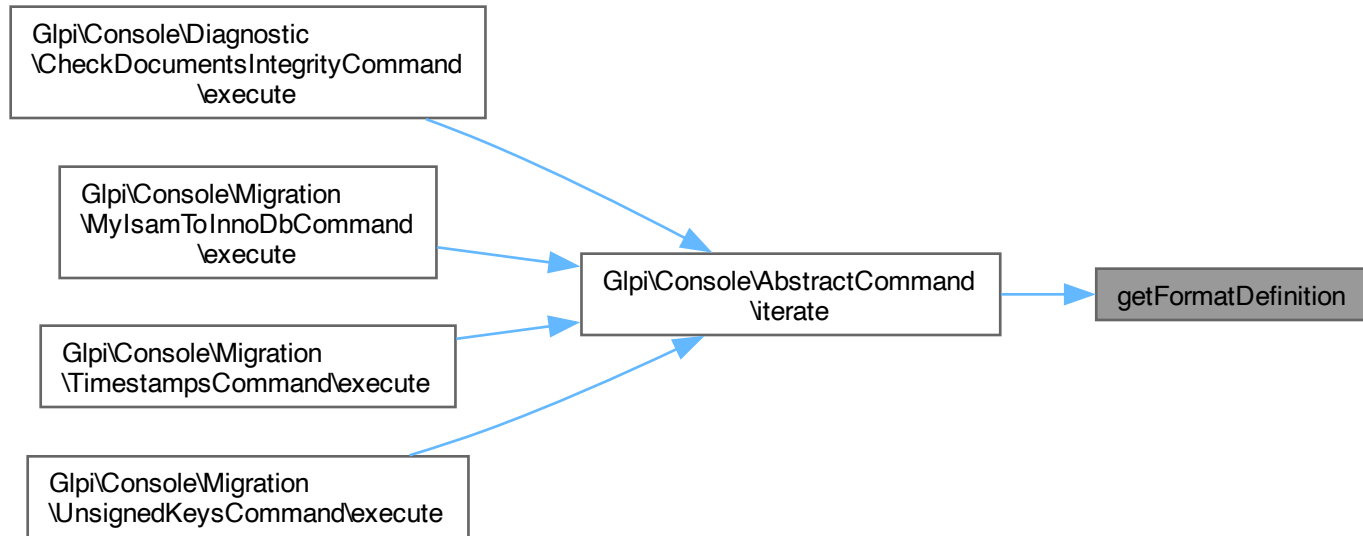 Glpi\Console\Diagnostic
\CheckDocumentsIntegrityCommand
\execute
Glpi\Console\Migration
\MyIsamToInnoDbCommand
\execute
Glpi\Console\AbstractCommand
\iterate
getFormatDefinition
Glpi\Console\Migration
\TimestampsCommand\execute
Glpi\Console\Migration
\UnsignedKeysCommand\execute